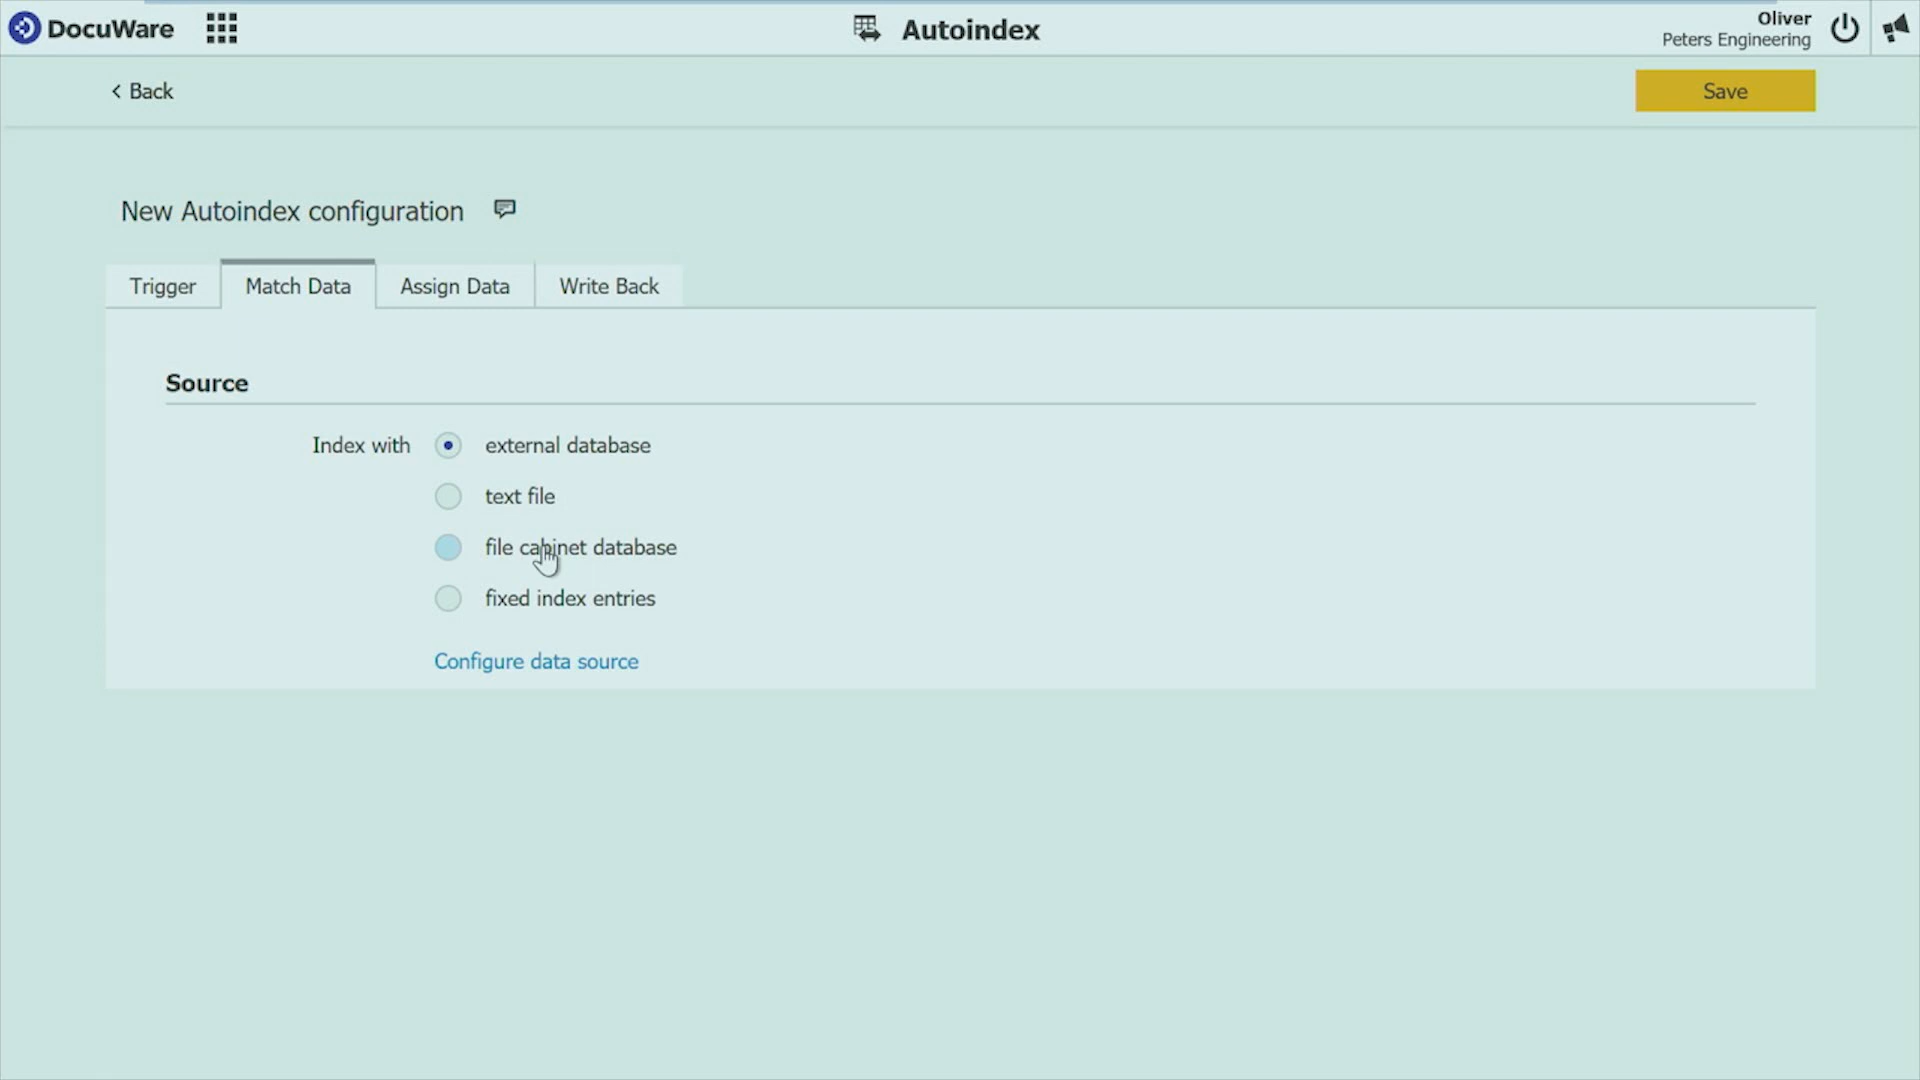 DocuWare
Autoindex
Oliver
Peters Engineering
Back
Save
New Autoindex configuration
Trigger
Match Data
Assign Data
Write Back
Source
Index with
external database
text file
file cabinet database
fixed index entries
Configure data source